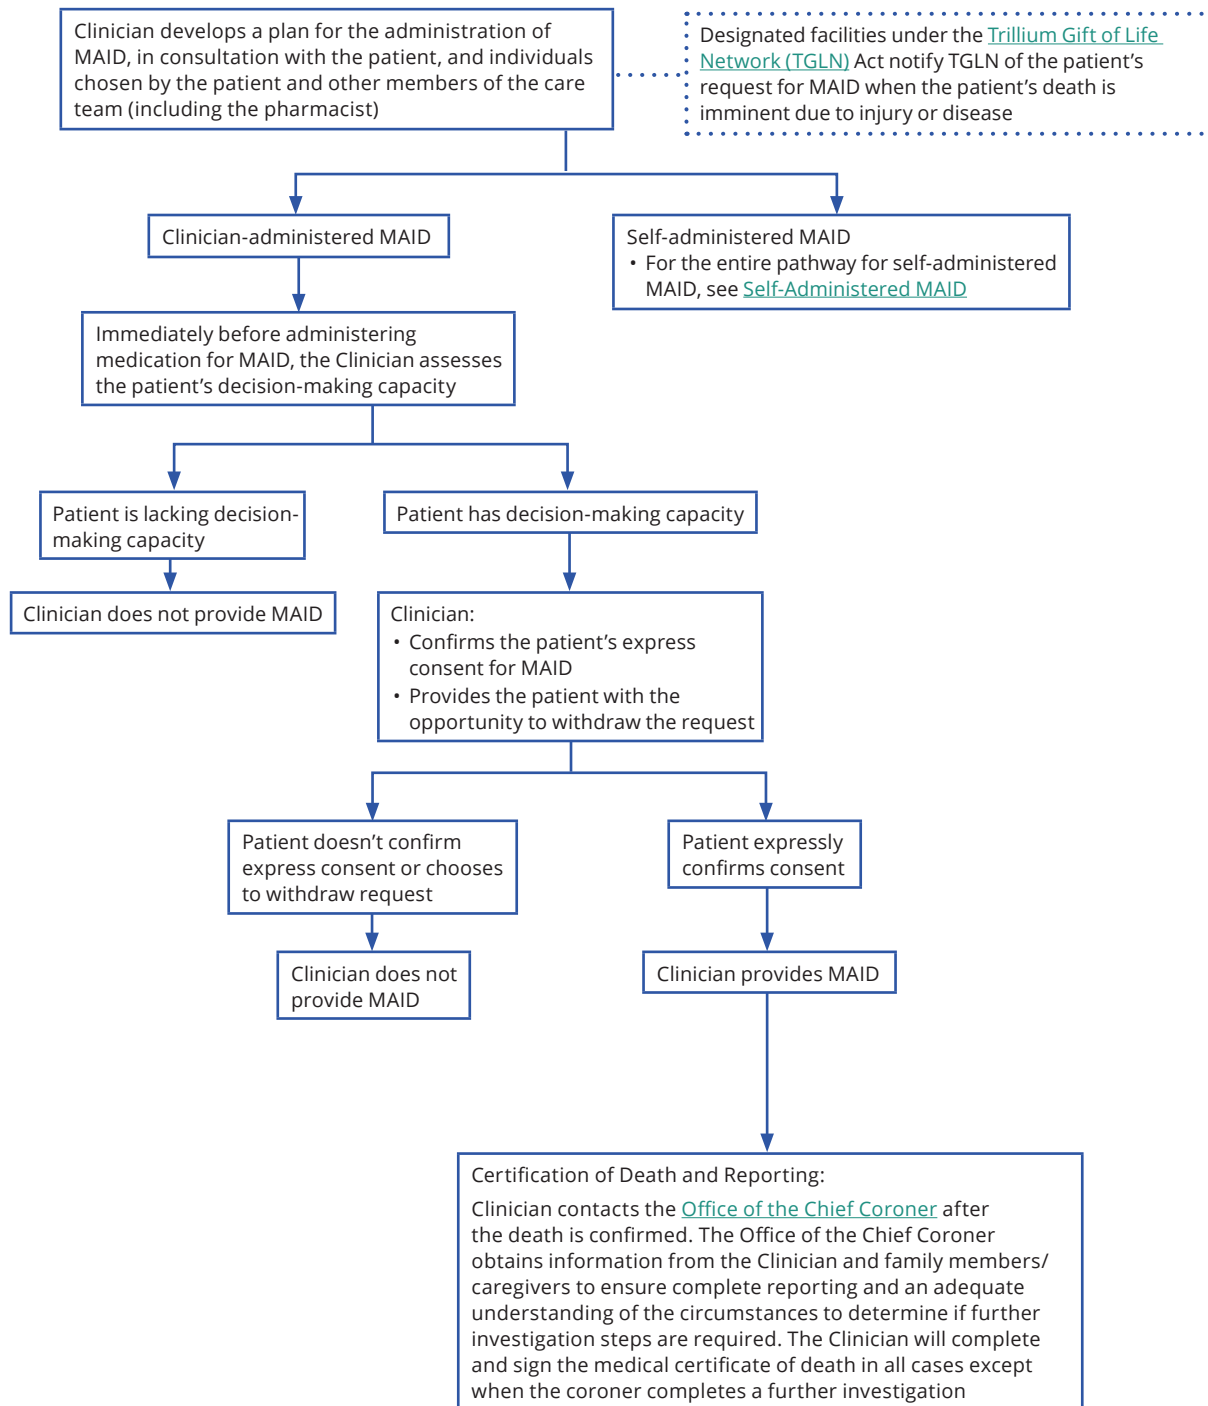 Clinician develops a plan for the administration of
MAID, in consultation with the patient, and individuals
chosen by the patient and other members of the care
team (including the pharmacist)
Designated facilities under the Trillium Gift of Life
Network (TGLN) Act notify TGLN of the patient’s
request for MAID when the patient’s death is
imminent due to injury or disease
Clinician-administered MAID
Self-administered MAID
• For the entire pathway for self-administered
MAID, see Self-Administered MAID
Immediately before administering
medication for MAID, the Clinician assesses
the patient’s decision-making capacity
Patient is lacking decision-
making capacity
Patient has decision-making capacity
Clinician does not provide MAID
Clinician:
• Confirms the patient’s express
consent for MAID
• Provides the patient with the
opportunity to withdraw the request
Patient doesn’t confirm
express consent or chooses
to withdraw request
Patient expressly
confirms consent
Clinician does not
provide MAID
Clinician provides MAID
Certification of Death and Reporting:
Clinician contacts the Office of the Chief Coroner after
the death is confirmed. The Office of the Chief Coroner
obtains information from the Clinician and family members/
caregivers to ensure complete reporting and an adequate
understanding of the circumstances to determine if further
investigation steps are required. The Clinician will complete
and sign the medical certificate of death in all cases except
when the coroner completes a further investigation